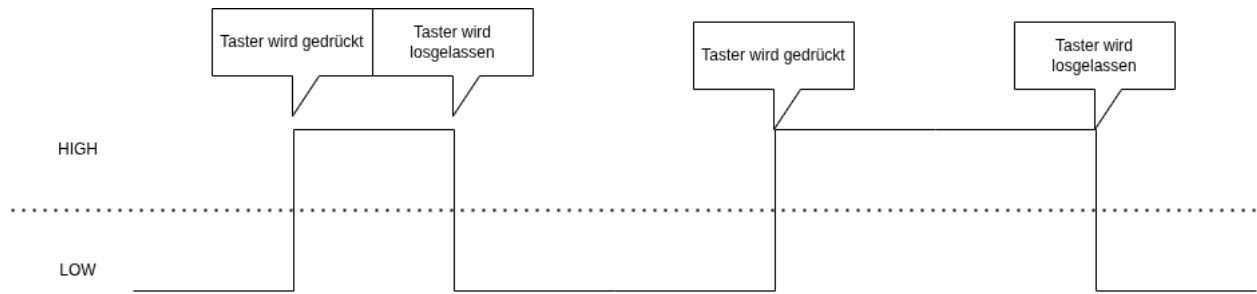 Taster wird gedrückt
Taster wird
losgelassen
Taster wird gedrückt
Taster wird
losgelassen
HIGH
LOW